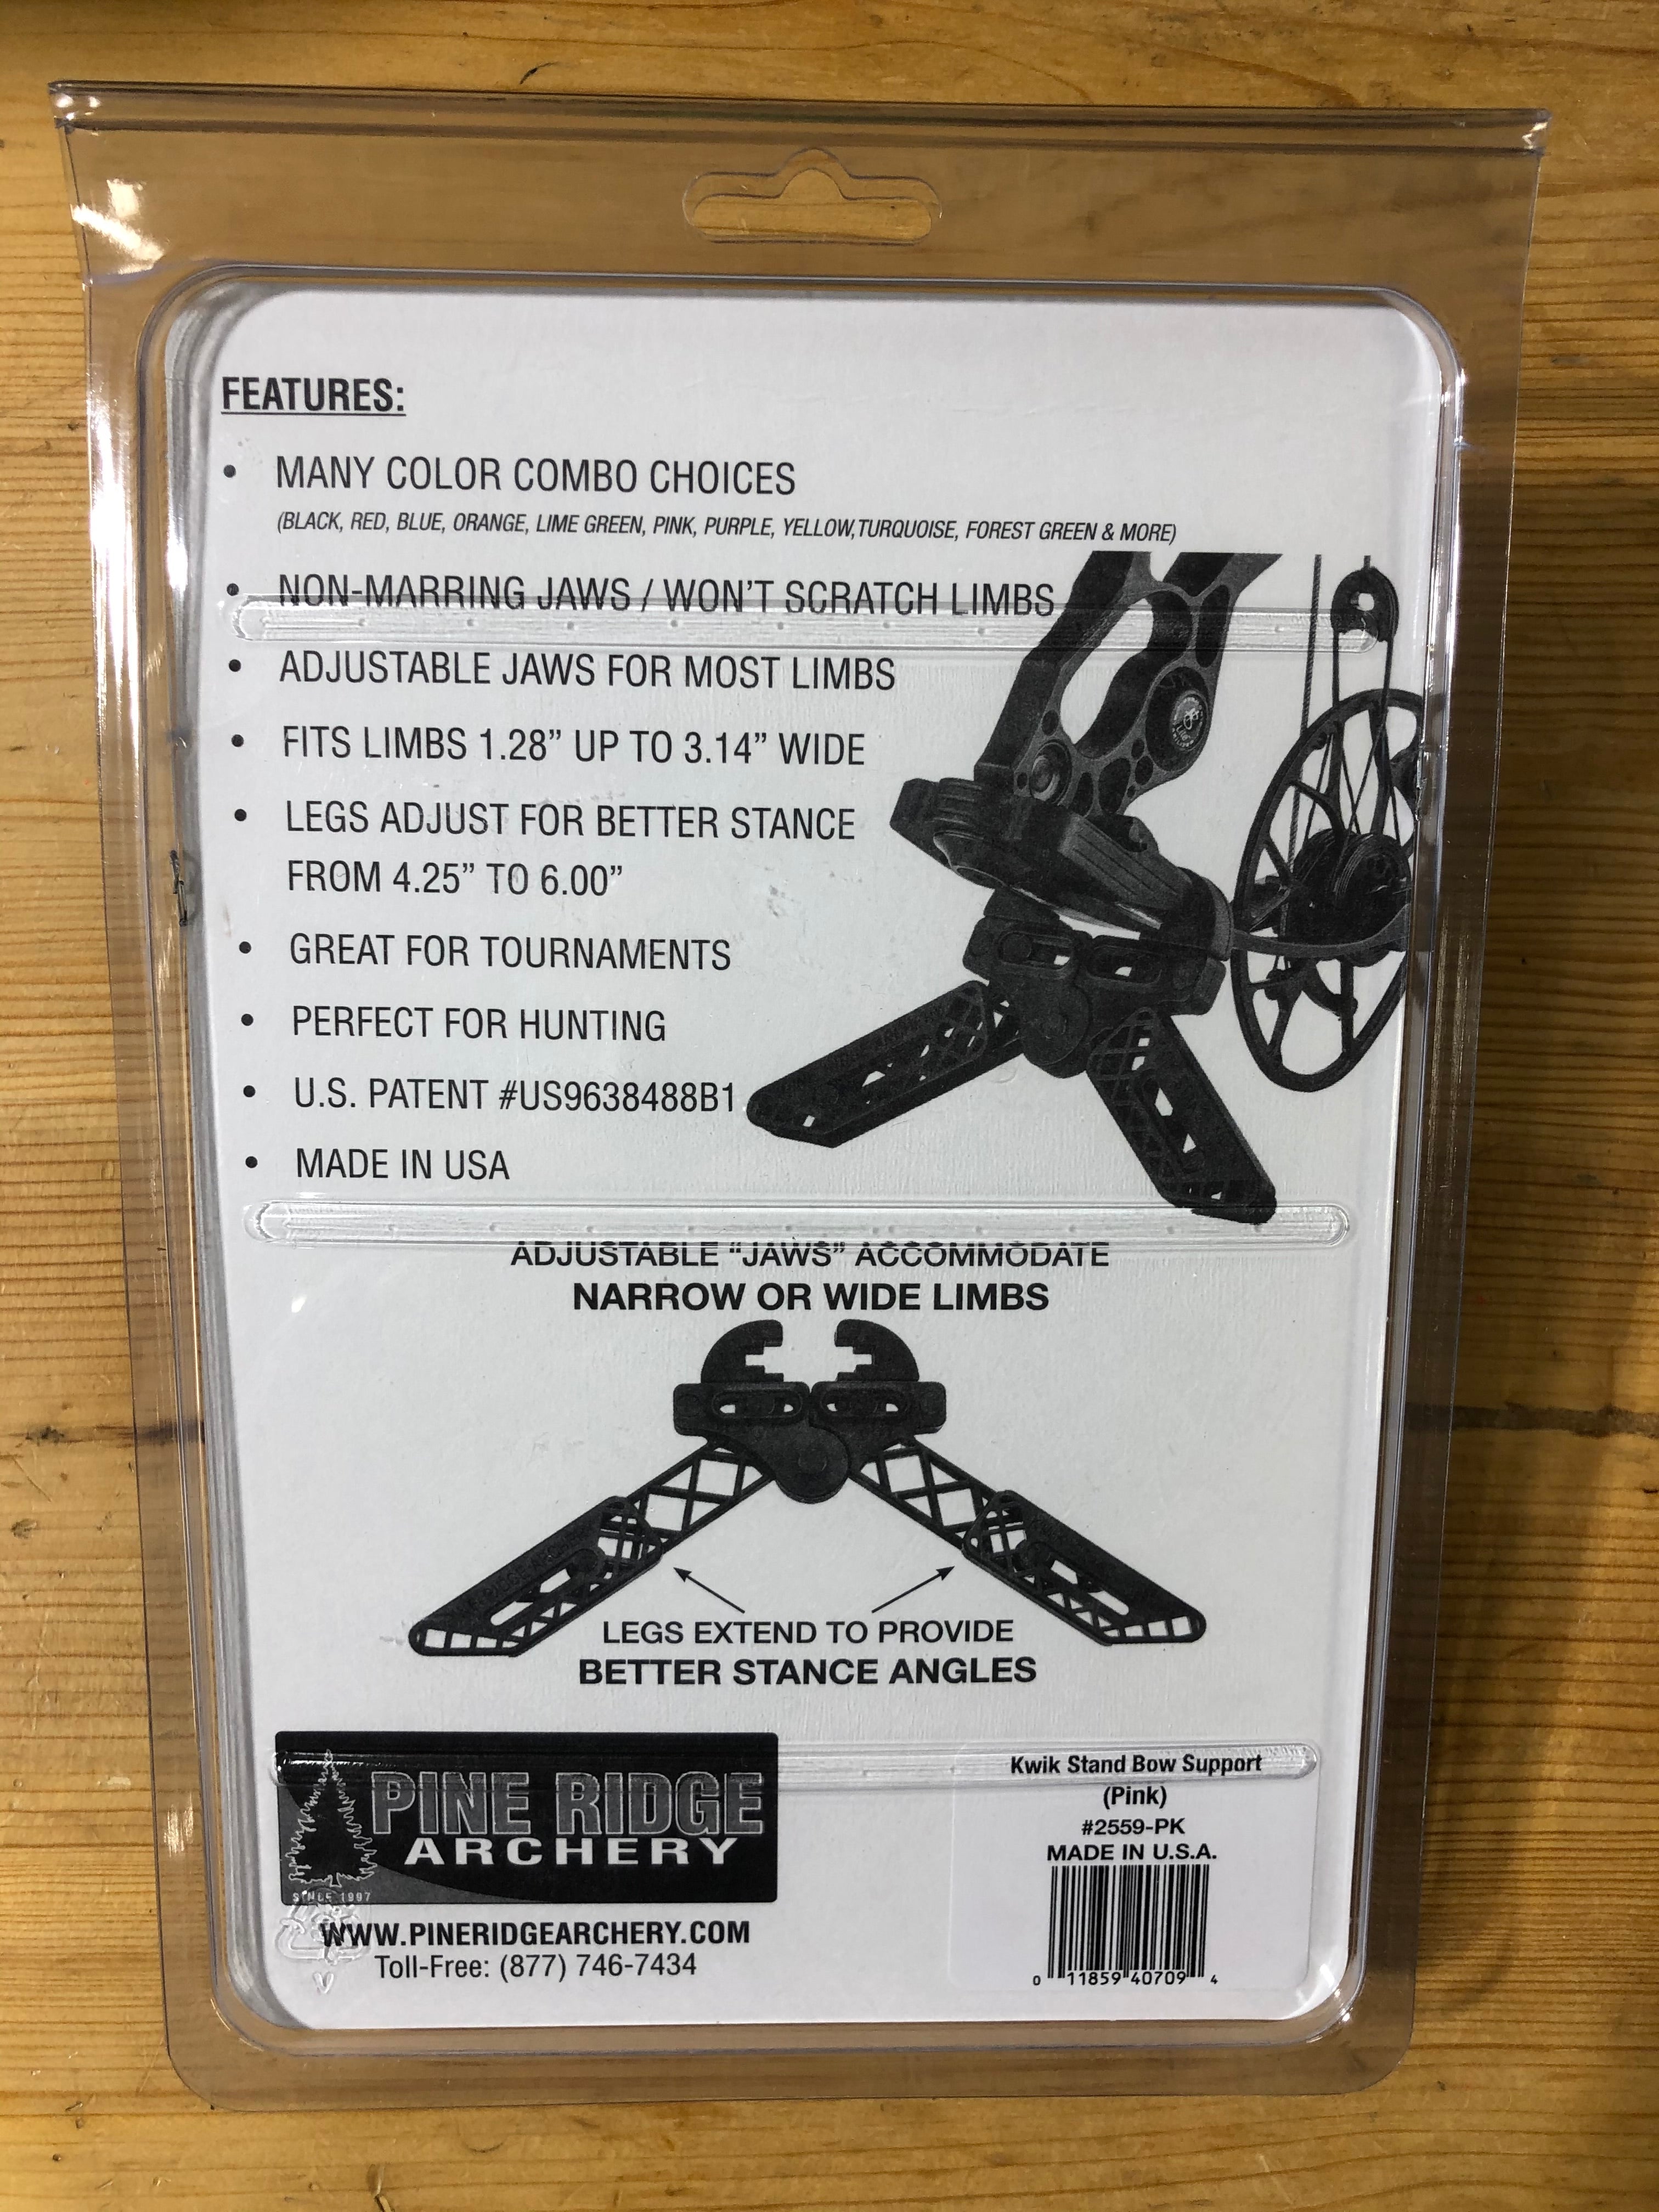 FEATURES:
• MANY COLOR COMBO CHOICES
(BLACK, RED, BLUE, ORANGE, LIME GREEN, PINK, PURPLE, YELLOW,TURQUOISE, FOREST GREEN & MORE)
• NON-MARRING JAWS / WON'T SCRATCH LIMBS
• ADJUSTABLE JAWS FOR MOST LIMBS
• FITS LIMBS 1.28” UP TO 3.14” WIDE
• LEGS ADJUST FOR BETTER STANCE
FROM 4.25” TO 6.00”
• GREAT FOR TOURNAMENTS
• PERFECT FOR HUNTING
• U.S. PATENT #US9638488B1
• MADE IN USA
ADJUSTABLE “JAWS” ACCOMMODATE
NARROW OR WIDE LIMBS
LEGS EXTEND TO PROVIDE
BETTER STANCE ANGLES
PINE RIDGE
ARCHERY
SINCE 1997
WWW.PINERIDGEARCHERY.COM
Toll-Free: (877) 746-7434
Kwik Stand Bow Support
(Pink)
#2559-PK
MADE IN U.S.A.
0 11859 40709 4